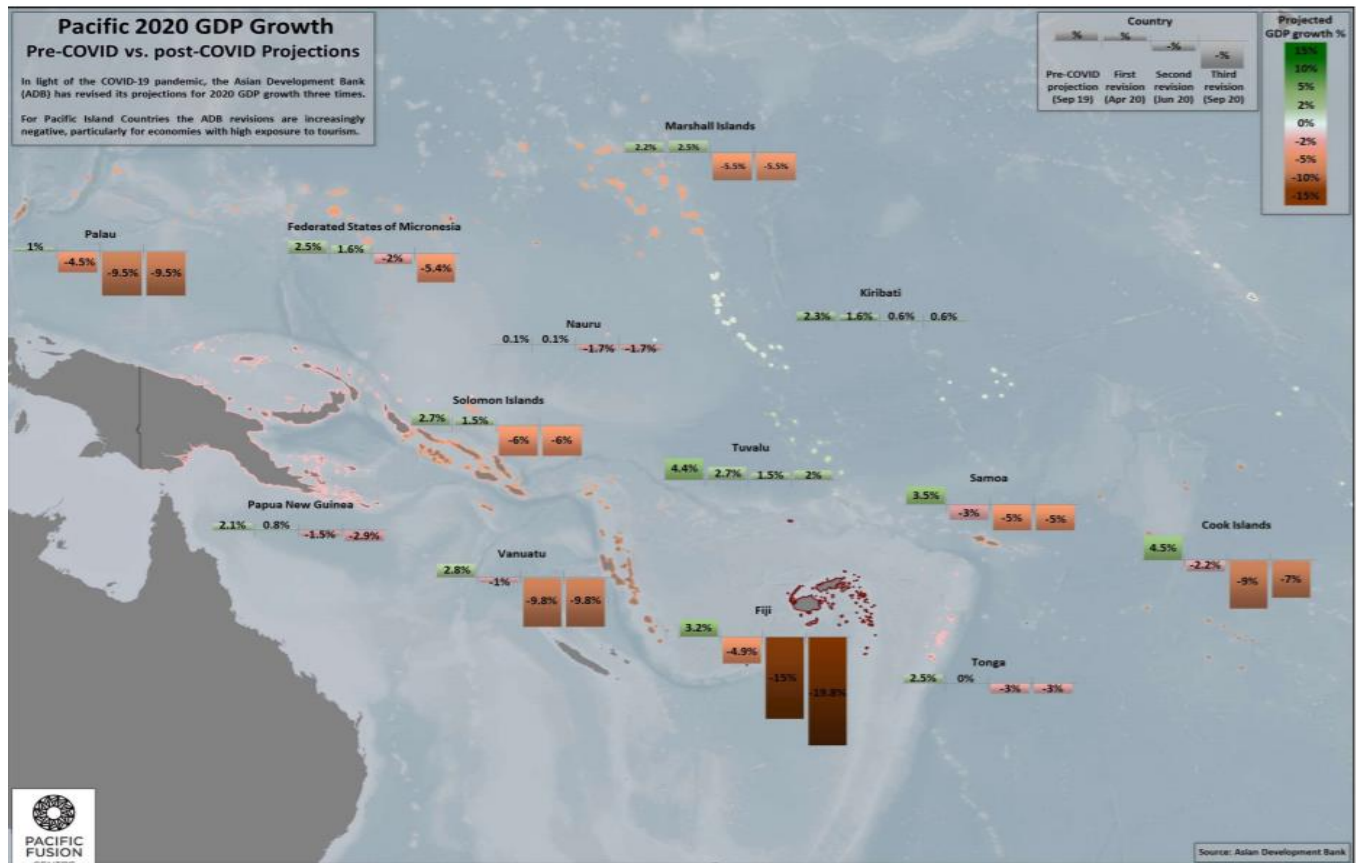 Pacific 2020 GDP Growth
Pre-COVID vs. post-COVID Projections
In light of the COVID-19 pandemic, the Asian Development Bank
(ADB) has revised its projections for 2020 GDP growth three times.
For Pacific Island Countries the ADB revisions are increasingly
negative, particularly for economies with high exposure to tourism.
Country
% % -% -%
Pre-COVID First Second Third
projection revision revision revision
(Sep 19) (Apr 20) (Jun 20) (Sep 20)
Projected
GDP growth %
15%
10%
5%
2%
0%
-2%
-5%
-10%
-15%
Marshall Islands
2.2% 2.5% -5.5% -5.5%
Palau
1% -4.5% -9.5% -9.5%
Federated States of Micronesia
2.5% 1.6% -2% -5.4%
Kiribati
2.3% 1.6% 0.6% 0.6%
Nauru
0.1% 0.1% -1.7% -1.7%
Solomon Islands
2.7% 1.5% -6% -6%
Tuvalu
4.4% 2.7% 1.5% 2%
Samoa
3.5% -3% -5% -5%
Papua New Guinea
2.1% 0.8% -1.5% -2.9%
Cook Islands
4.5% -2.2% -9% -7%
Vanuatu
2.8% -1% -9.8% -9.8%
Fiji
3.2% -4.9% -15% -19.8%
Tonga
2.5% 0% -3% -3%
PACIFIC
FUSION
Source: Asian Development Bank